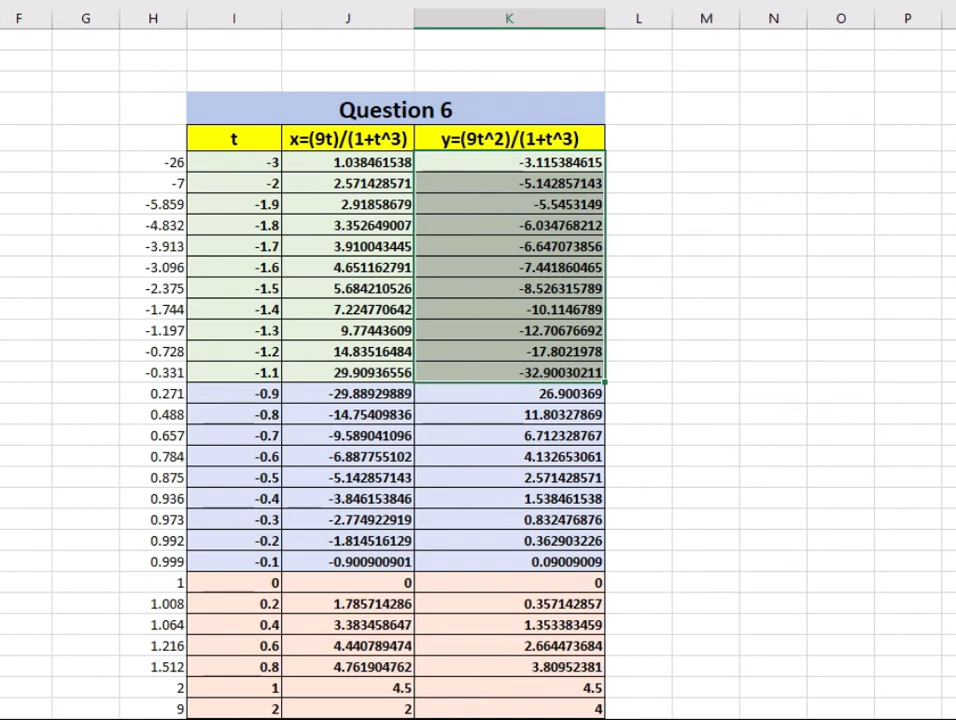 F G H I J K L M N O P
Question 6
t x=(9t)/(1+t^3) y=(9t^2)/(1+t^3)
-26 -3 1.038461538 -3.115384615
-7 -2 2.571428571 -5.142857143
-5.859 -1.9 2.91858679 -5.5453149
-4.832 -1.8 3.352649007 -6.034768212
-3.913 -1.7 3.910043445 -6.647073856
-3.096 -1.6 4.651162791 -7.441860465
-2.375 -1.5 5.684210526 -8.526315789
-1.744 -1.4 7.224770642 -10.1146789
-1.197 -1.3 9.77443609 -12.70676692
-0.728 -1.2 14.83516484 -17.8021978
-0.331 -1.1 29.90936556 -32.90030211
0.271 -0.9 -29.88929889 26.900369
0.488 -0.8 -14.75409836 11.80327869
0.657 -0.7 -9.589041096 6.712328767
0.784 -0.6 -6.887755102 4.132653061
0.875 -0.5 -5.142857143 2.571428571
0.936 -0.4 -3.846153846 1.538461538
0.973 -0.3 -2.774922919 0.832476876
0.992 -0.2 -1.814516129 0.362903226
0.999 -0.1 -0.900900901 0.09009009
1 0 0 0
1.008 0.2 1.785714286 0.357142857
1.064 0.4 3.383458647 1.353383459
1.216 0.6 4.440789474 2.664473684
1.512 0.8 4.761904762 3.80952381
2 1 4.5 4.5
9 2 2 4